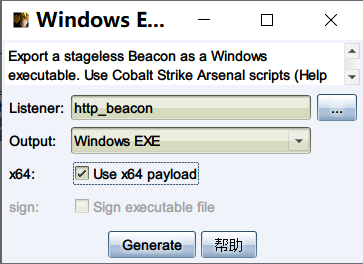 Windows E...
Export a stageless Beacon as a Windows
executable. Use Cobalt Strike Arsenal scripts (Help
Listener: http_beacon ...
Output: Windows EXE
x64: Use x64 payload
sign: Sign executable file
Generate 帮助